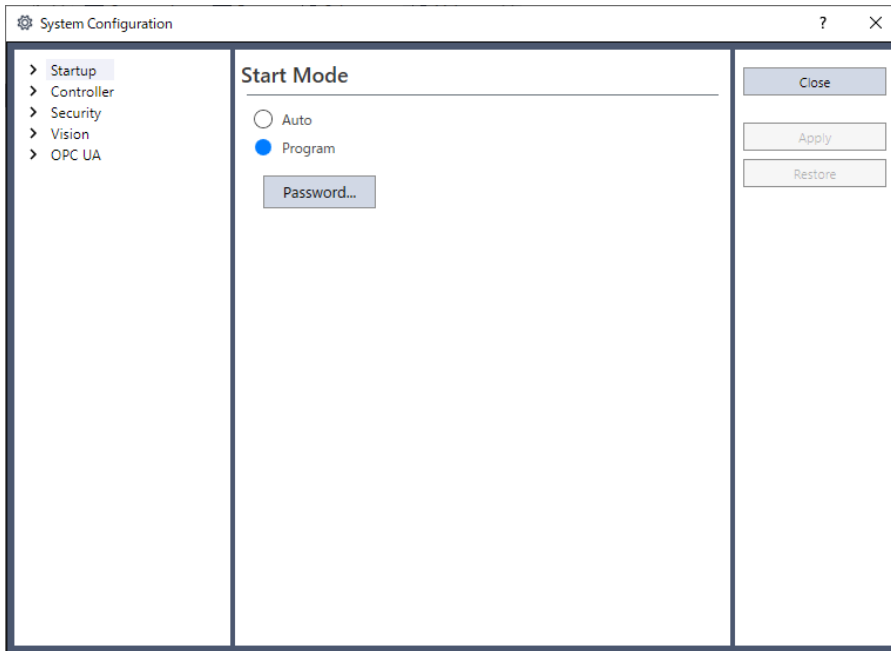 System Configuration
Startup
Controller
Security
Vision
OPC UA
Start Mode
Auto
Program
Password...
Close
Apply
Restore